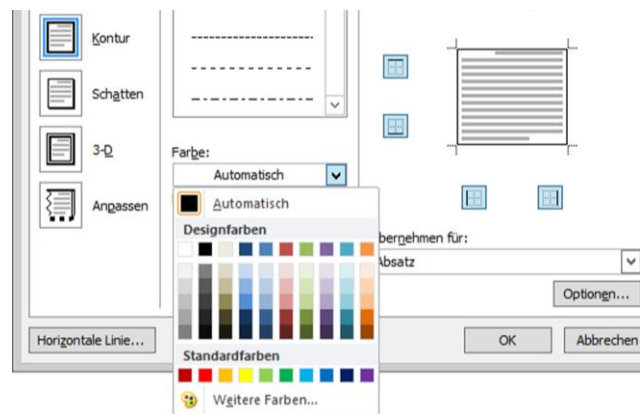 Kontur
Schatten
3-D
Anpassen
Farbe:
Automatisch
Automatisch
Designfarben
Standardfarben
Weitere Farben...
bernehmen für:
Absatz
Optionen...
Horizontale Linie...
OK
Abbrechen